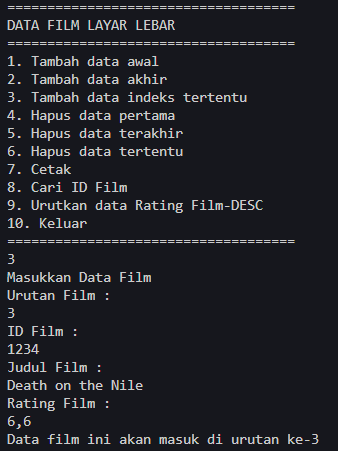 ====================================
DATA FILM LAYAR LEBAR
====================================
1. Tambah data awal
2. Tambah data akhir
3. Tambah data indeks tertentu
4. Hapus data pertama
5. Hapus data terakhir
6. Hapus data tertentu
7. Cetak
8. Cari ID Film
9. Urutkan data Rating Film-DESC
10. Keluar
====================================
3
Masukkan Data Film
Urutan Film :
3
ID Film :
1234
Judul Film :
Death on the Nile
Rating Film :
6,6
Data film ini akan masuk di urutan ke-3